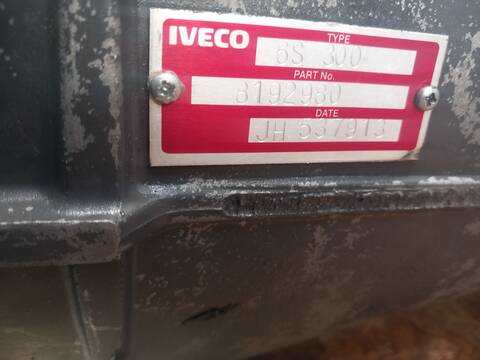 IVECO
TYPE
6S 300
PART No.
8192980
DATE
JH 537913